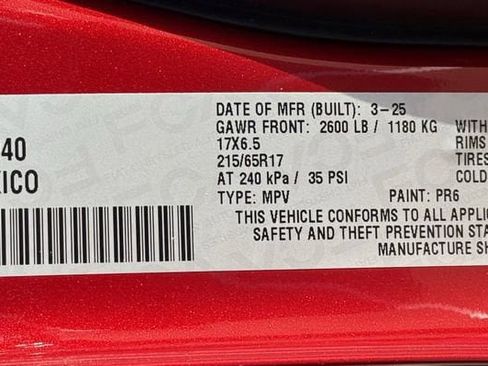 DATE OF MFR (BUILT): 3-25
GAWR FRONT: 2600 LB / 1180 KG WITH
40 17X6.5 RIMS
XICO 215/65R17 TIRES
AT 240 kPa / 35 PSI COLD
TYPE: MPV PAINT: PR6
THIS VEHICLE CONFORMS TO ALL APPLIC
SAFETY AND THEFT PREVENTION STA
MANUFACTURE SH